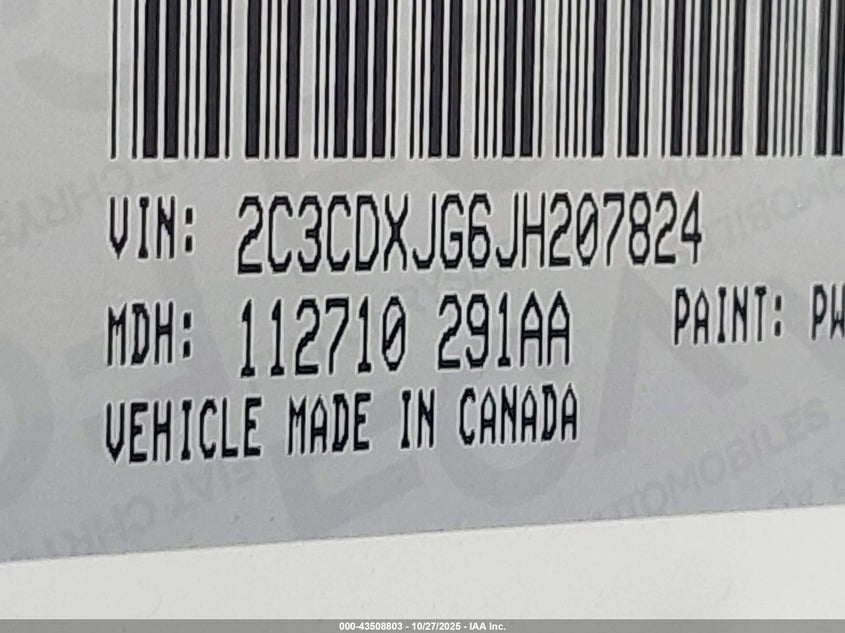 VIN: 2C3CDXJG6JH207824
MDH: 112710 291AA PAINT: PW
VEHICLE MADE IN CANADA
000-43508803 - 10/27/2025 - IAA Inc.